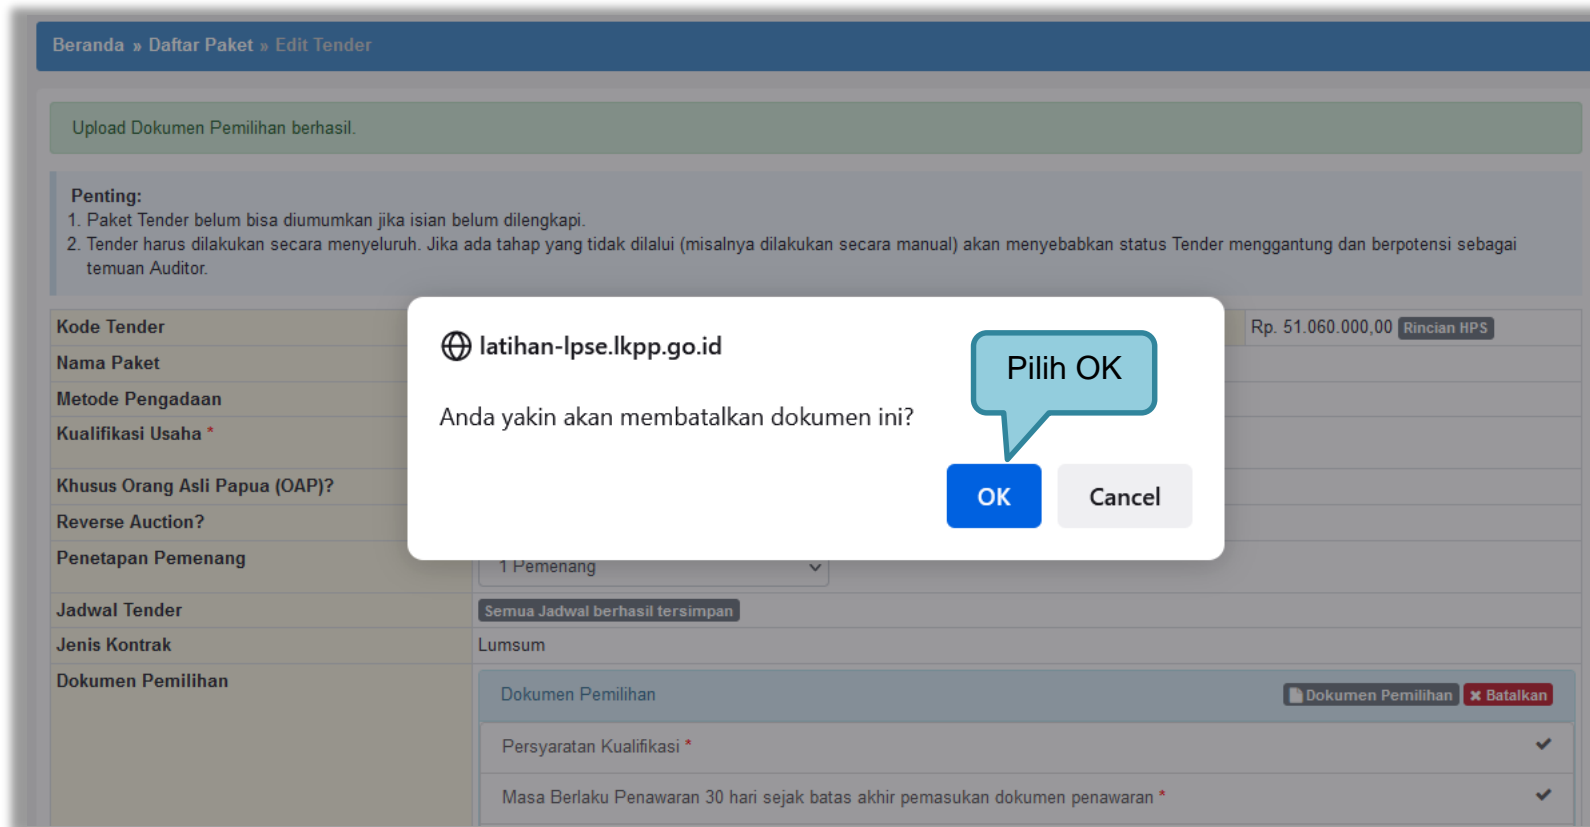 Beranda » Daftar Paket » Edit Tender
Upload Dokumen Pemilihan berhasil.
Penting:
1. Paket Tender belum bisa diumumkan jika isian belum dilengkapi.
2. Tender harus dilakukan secara menyeluruh. Jika ada tahap yang tidak dilalui (misalnya dilakukan secara manual) akan menyebabkan status Tender menggantung dan berpotensi sebagai
temuan Auditor.
Kode Tender
Rp. 51.060.000,00 Rincian HPS
Nama Paket
Metode Pengadaan
Kualifikasi Usaha *
Khusus Orang Asli Papua (OAP)?
Reverse Auction?
latihan-lpse.lkpp.go.id
Anda yakin akan membatalkan dokumen ini?
Pilih OK
OK Cancel
Penetapan Pemenang 1 Pemenang
Jadwal Tender Semua Jadwal berhasil tersimpan
Jenis Kontrak Lumsum
Dokumen Pemilihan
Dokumen Pemilihan Dokumen Pemilihan × Batalkan
Persyaratan Kualifikasi *
Masa Berlaku Penawaran 30 hari sejak batas akhir pemasukan dokumen penawaran *